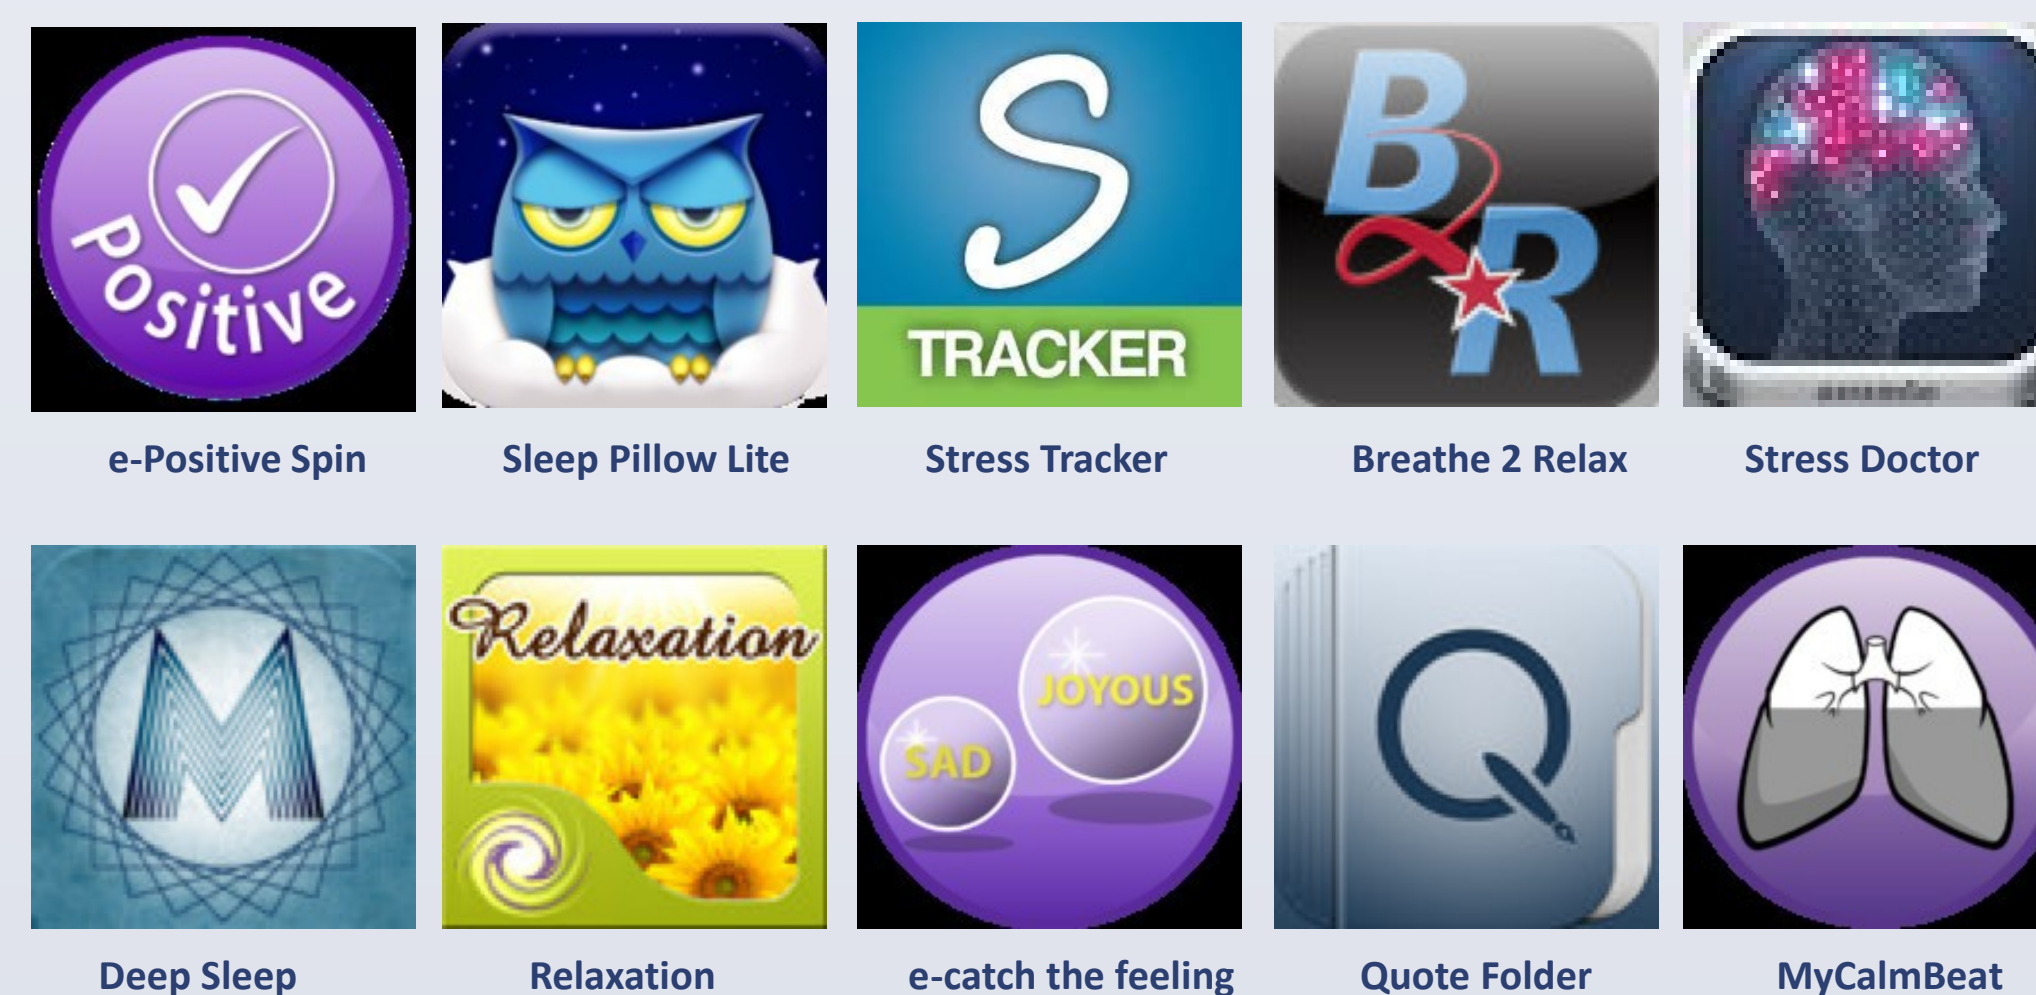 Positive
S
TRACKER
B2R
e-Positive Spin
Sleep Pillow Lite
Stress Tracker
Breathe 2 Relax
Stress Doctor
M
Relaxation
SAD
JOYOUS
Q
Deep Sleep
Relaxation
e-catch the feeling
Quote Folder
MyCalmBeat